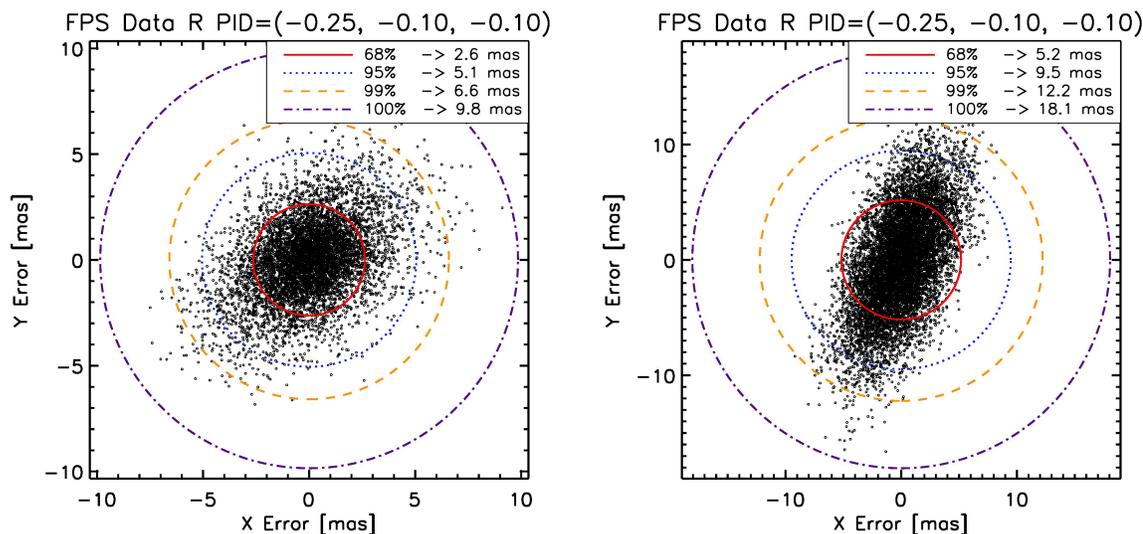 FPS Data R PID=(-0.25, -0.10, -0.10)
68% -> 2.6 mas
95% -> 5.1 mas
99% -> 6.6 mas
100% -> 9.8 mas
10
5
0
-5
-10
Y Error [mas]
-10 -5 0 5 10
X Error [mas]
FPS Data R PID=(-0.25, -0.10, -0.10)
68% -> 5.2 mas
95% -> 9.5 mas
99% -> 12.2 mas
100% -> 18.1 mas
10
0
-10
Y Error [mas]
-10 0 10
X Error [mas]